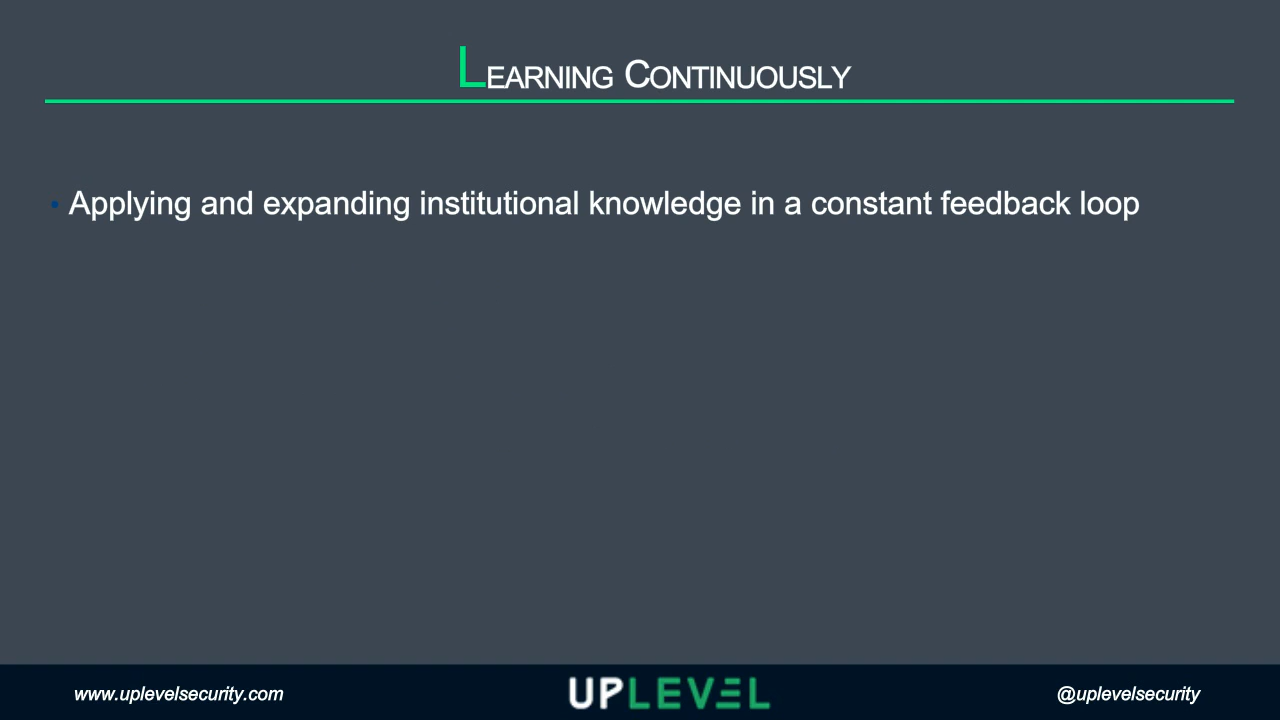 LEARNING CONTINUOUSLY
• Applying and expanding institutional knowledge in a constant feedback loop
www.uplevelsecurity.com
UPLEVEL
@uplevelsecurity